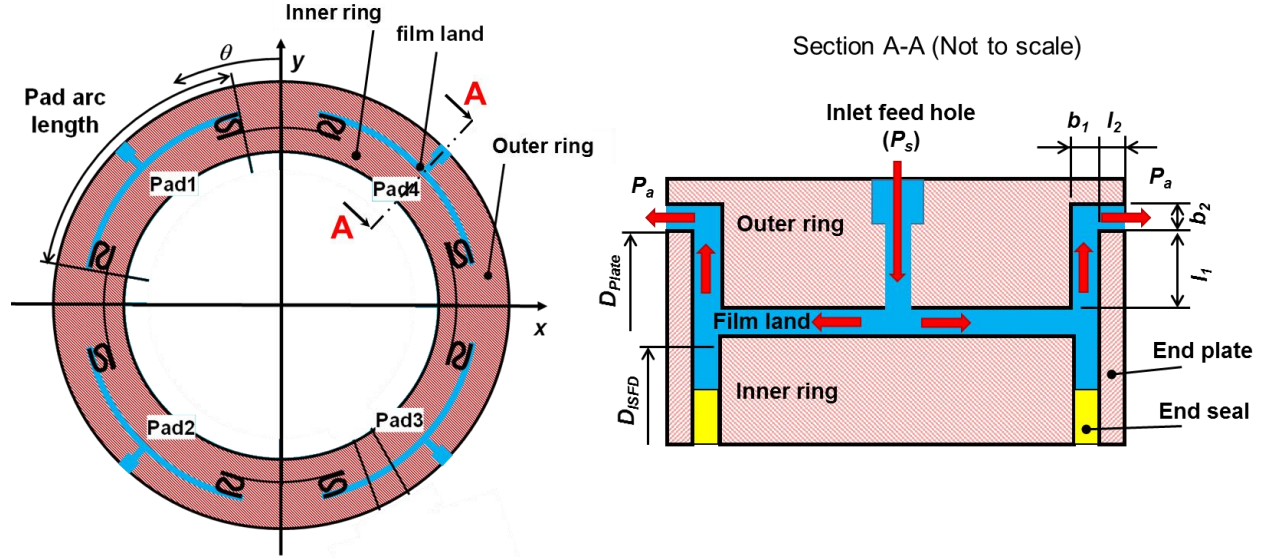 Inner ring
film land
θ
y
A
Pad arc
length
Outer ring
Pad1
Pad4
A
x
Pad2
Pad3
Section A-A (Not to scale)
Inlet feed hole
(Ps)
b1
l2
Pa
Pa
b2
Outer ring
DPlate
l1
Film land
DISFD
Inner ring
End plate
End seal